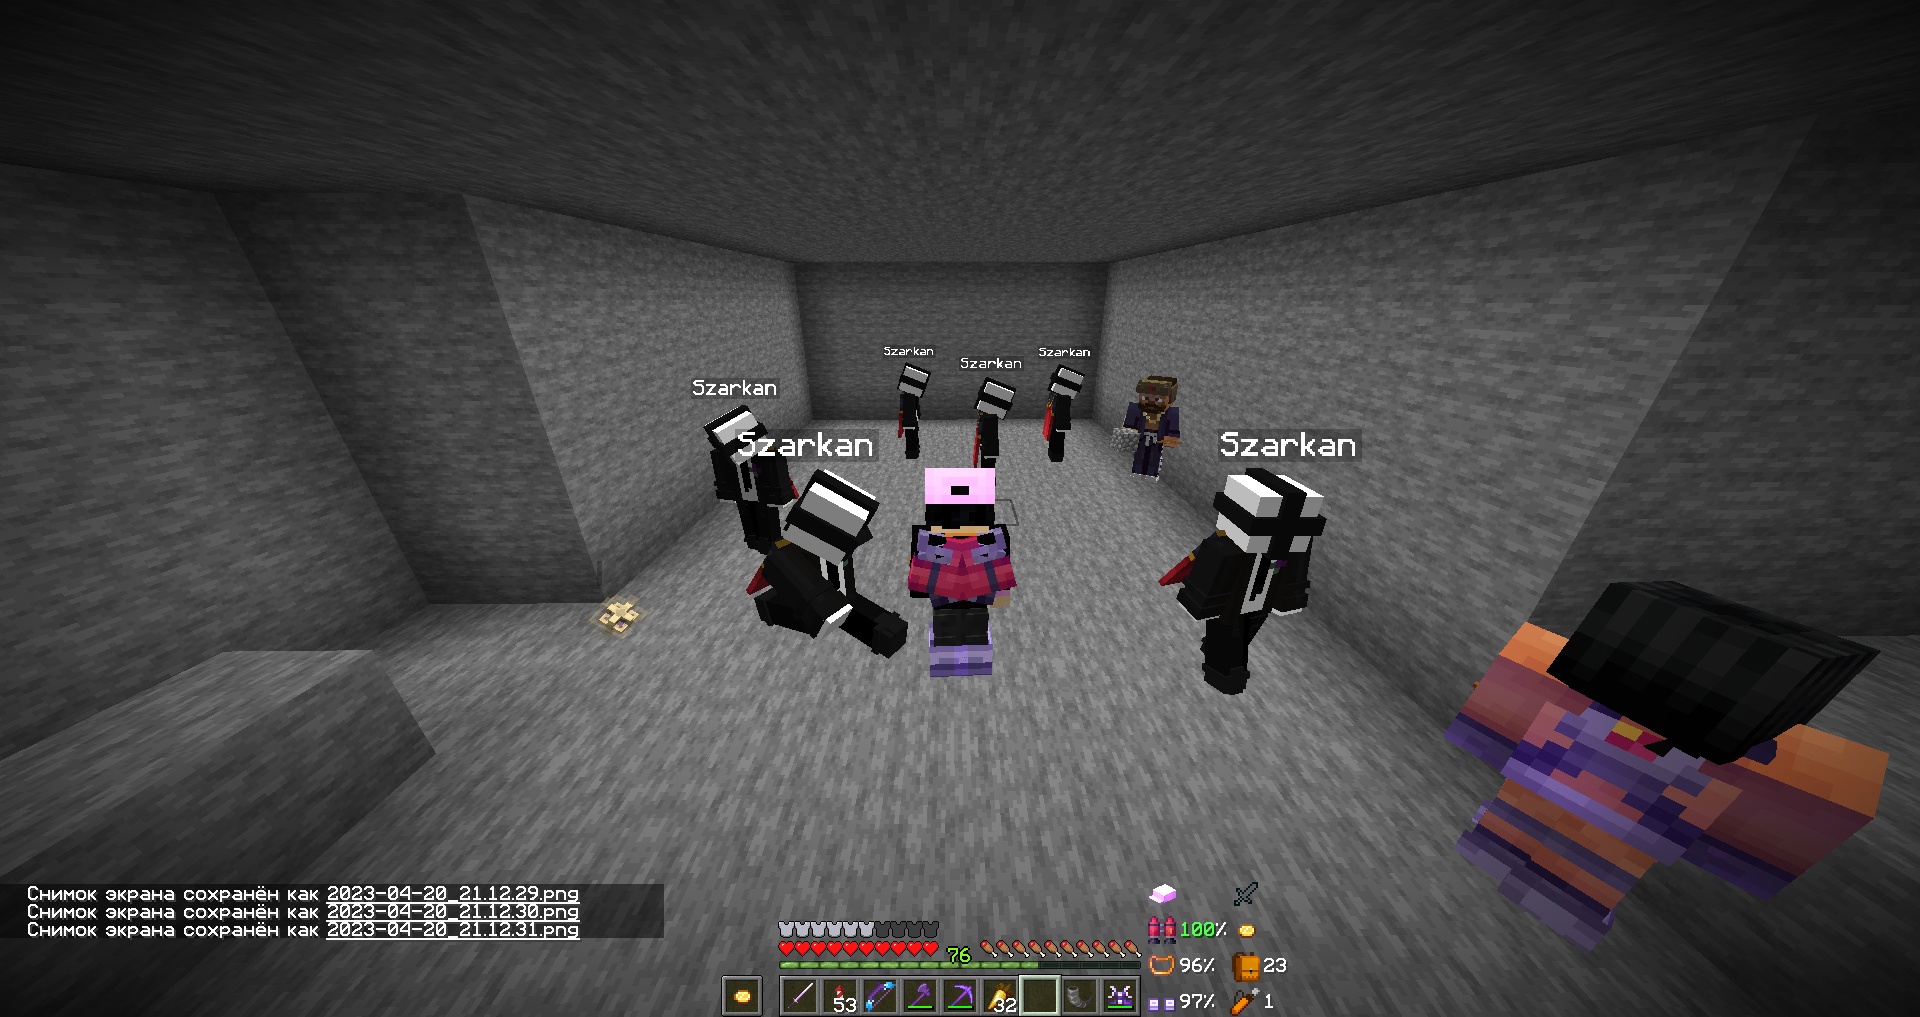 Szarkan
Szarkan
Szarkan
Szarkan
Szarkan
Szarkan
Снимок экрана сохранён как 2023-04-20_21.12.29.png
Снимок экрана сохранён как 2023-04-20_21.12.30.png
Снимок экрана сохранён как 2023-04-20_21.12.31.png
100%
76
96% 23
53 32 97% 1